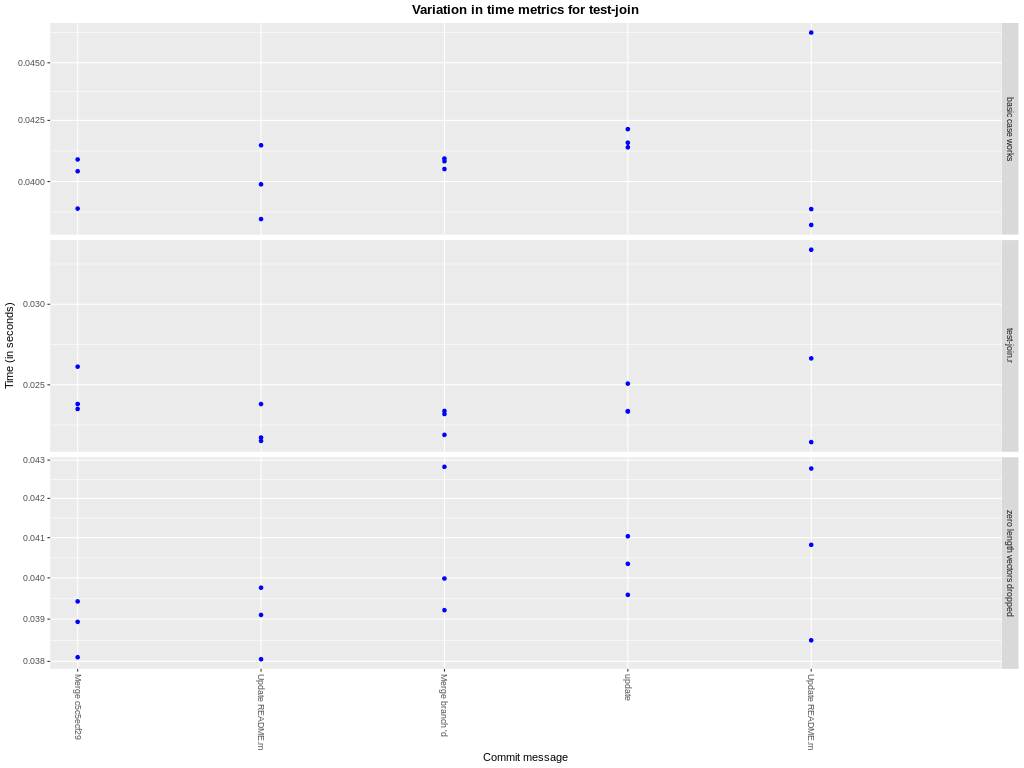 Variation in time metrics for test-join
Time (in seconds)
0.0450
0.0425
0.0400
basic case works
0.030
0.025
test-join.r
0.043
0.042
0.041
0.040
0.039
0.038
zero length vectors dropped
Merge c5c5ecf29
Update README.m
Merge branch 'd
update
Update README.m
Commit message